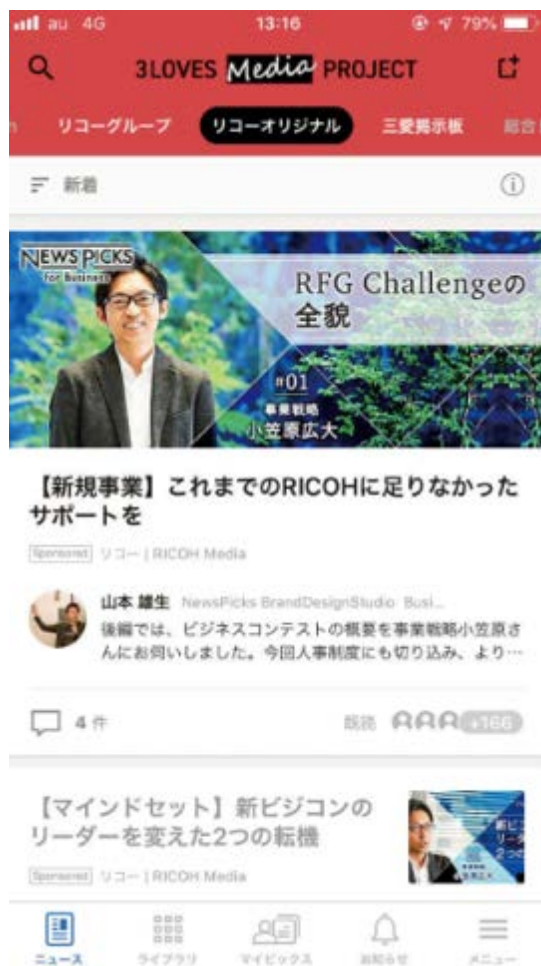 au 4G 13:16 79%
3LOVES Media PROJECT
リコーグループ リコーオリジナル 三愛掲示板 総合
新着
NEWS PICKS
for Business
RFG Challengeの
全貌
#01
事業戦略
小笠原広大
【新規事業】これまでのRICOHに足りなかった
サポートを
Sponsored リコー | RICOH Media
山本 雄生 NewsPicks BrandDesignStudio Busi...
後編では、ビジネスコンテストの概要を事業戦略小笠原さ
んにお伺いしました。今回人事制度にも切り込み、より…
4 件 既読 +166
【マインドセット】新ビジコンの
リーダーを変えた2つの転機
Sponsored リコー | RICOH Media
ニュース ライブラリ マイピックス お知らせ メニュー